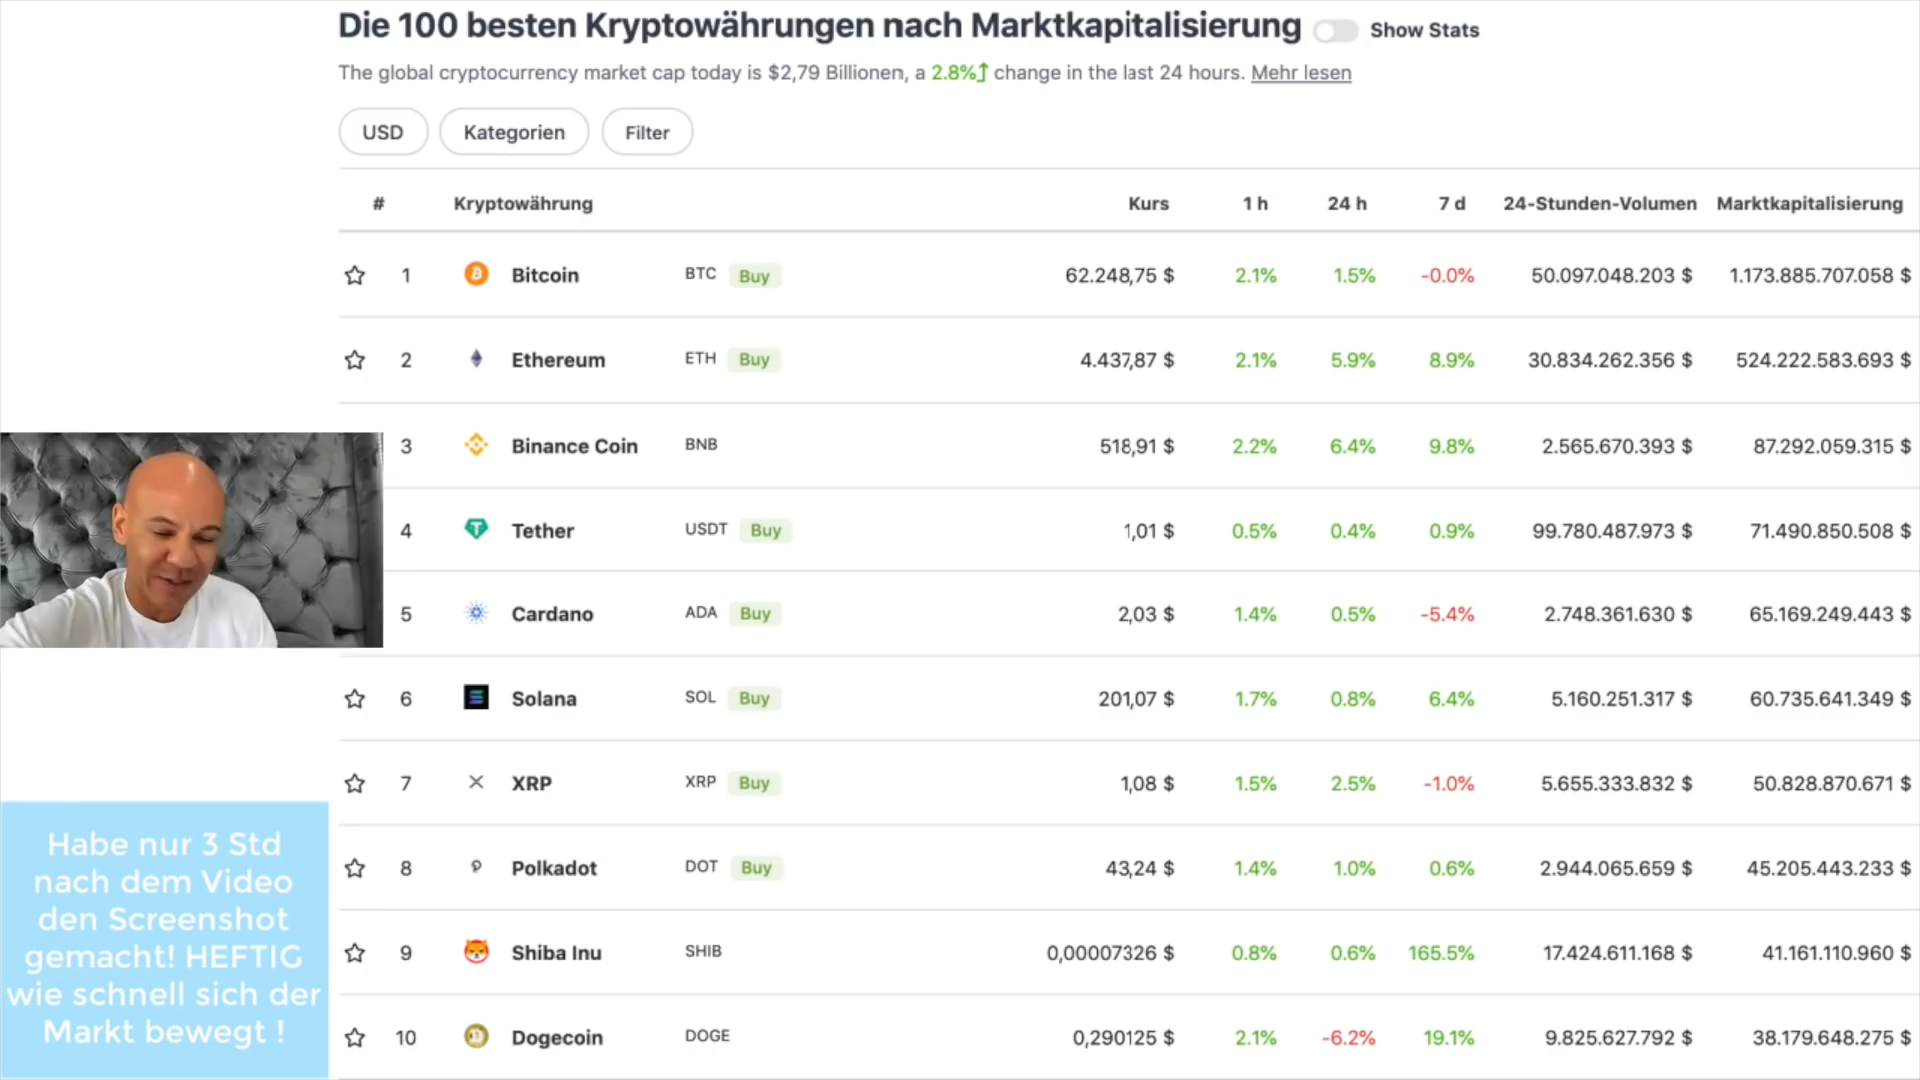 Die 100 besten Kryptowährungen nach Marktkapitalisierung Show Stats
The global cryptocurrency market cap today is $2,79 Billionen, a 2.8% change in the last 24 hours. Mehr lesen
USD Kategorien Filter
# Kryptowährung Kurs 1 h 24 h 7 d 24-Stunden-Volumen Marktkapitalisierung
1 Bitcoin BTC Buy 62.248,75 $ 2.1% 1.5% -0.0% 50.097.048.203 $ 1.173.885.707.058 $
2 Ethereum ETH Buy 4.437,87 $ 2.1% 5.9% 8.9% 30.834.262.356 $ 524.222.583.693 $
3 Binance Coin BNB 518,91 $ 2.2% 6.4% 9.8% 2.565.670.393 $ 87.292.059.315 $
4 Tether USDT Buy 1,01 $ 0.5% 0.4% 0.9% 99.780.487.973 $ 71.490.850.508 $
5 Cardano ADA Buy 2,03 $ 1.4% 0.5% -5.4% 2.748.361.630 $ 65.169.249.443 $
6 Solana SOL Buy 201,07 $ 1.7% 0.8% 6.4% 5.160.251.317 $ 60.735.641.349 $
7 XRP XRP Buy 1,08 $ 1.5% 2.5% -1.0% 5.655.333.832 $ 50.828.870.671 $
8 Polkadot DOT Buy 43,24 $ 1.4% 1.0% 0.6% 2.944.065.659 $ 45.205.443.233 $
9 Shiba Inu SHIB 0,00007326 $ 0.8% 0.6% 165.5% 17.424.611.168 $ 41.161.110.960 $
10 Dogecoin DOGE 0,290125 $ 2.1% -6.2% 19.1% 9.825.627.792 $ 38.179.648.275 $
Habe nur 3 Std
nach dem Video
den Screenshot
gemacht! HEFTIG
wie schnell sich der
Markt bewegt !